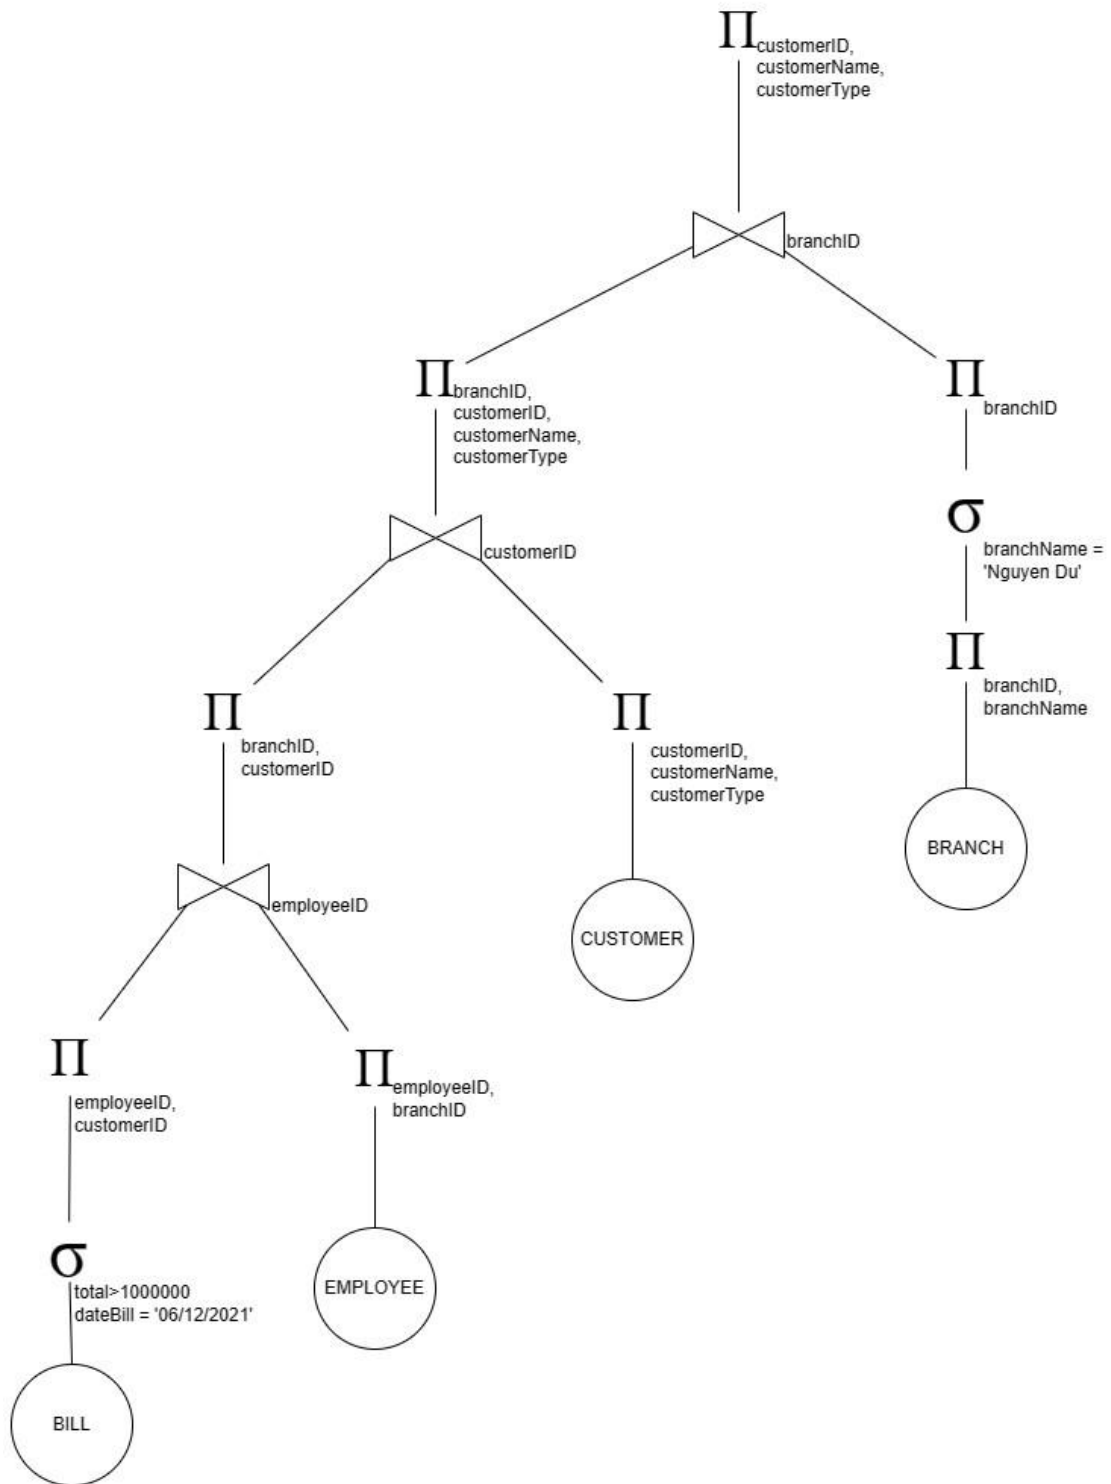 Π
customerID,
customerName,
customerType
branchID
Π
branchID,
customerID,
customerName,
customerType
Π
branchID
σ
branchName =
'Nguyen Du'
customerID
Π
branchID,
branchName
Π
branchID,
customerID
Π
customerID,
customerName,
customerType
BRANCH
employeeID
CUSTOMER
Π
employeeID,
customerID
Π
employeeID,
branchID
σ
total>1000000
dateBill = '06/12/2021'
EMPLOYEE
BILL